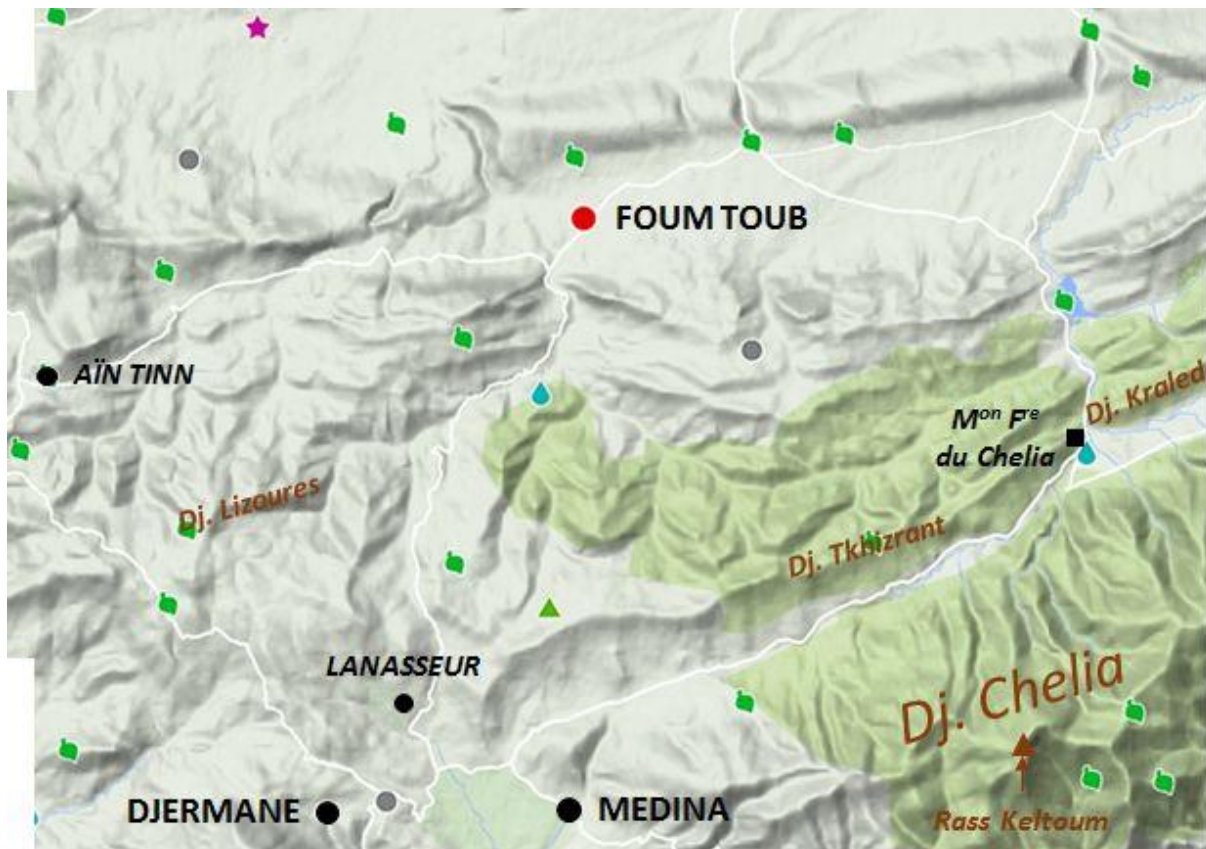 FOUM TOUB
AÏN TINN
Dj. Kraled
Mon Fre
du Chelia
Dj. Lizoures
Dj. Tkhizrant
LANASSEUR
Dj. Chelia
DJERMANE
MEDINA
Rass Keltoum